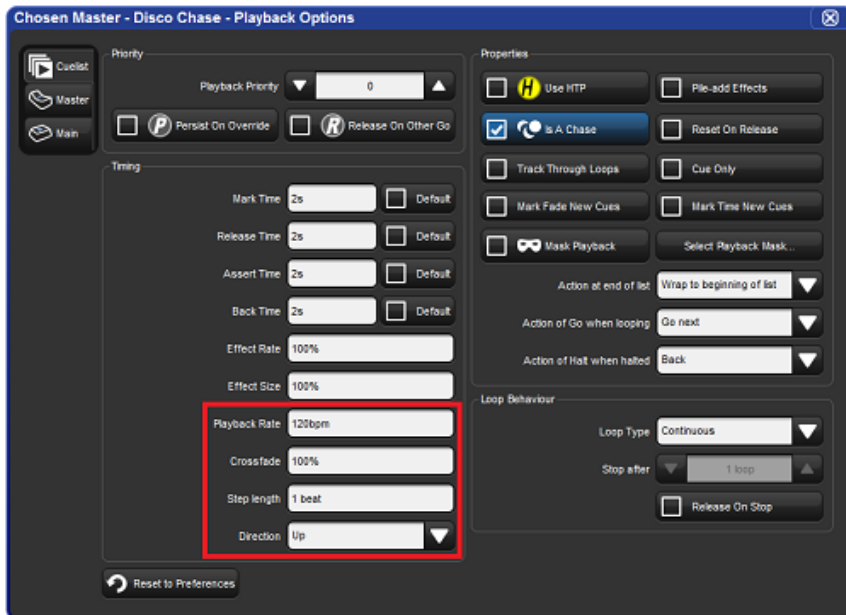 Chosen Master - Disco Chase - Playback Options
Cuelist
Master
Main
Priority
Playback Priority 0
P Persist On Override R Release On Other Go
Timing
Mark Time 2s Default
Release Time 2s Default
Assert Time 2s Default
Back Time 2s Default
Effect Rate 100%
Effect Size 100%
Playback Rate 120bpm
Crossfade 100%
Step length 1 beat
Direction Up
Reset to Preferences
Properties
H Use HTP Pile-add Effects
Is A Chase Reset On Release
Track Through Loops Cue Only
Mark Fade New Cues Mark Time New Cues
Mask Playback Select Playback Mask...
Action at end of list Wrap to beginning of list
Action of Go when looping Go next
Action of Halt when halted Back
Loop Behaviour
Loop Type Continuous
Stop after 1 loop
Release On Stop